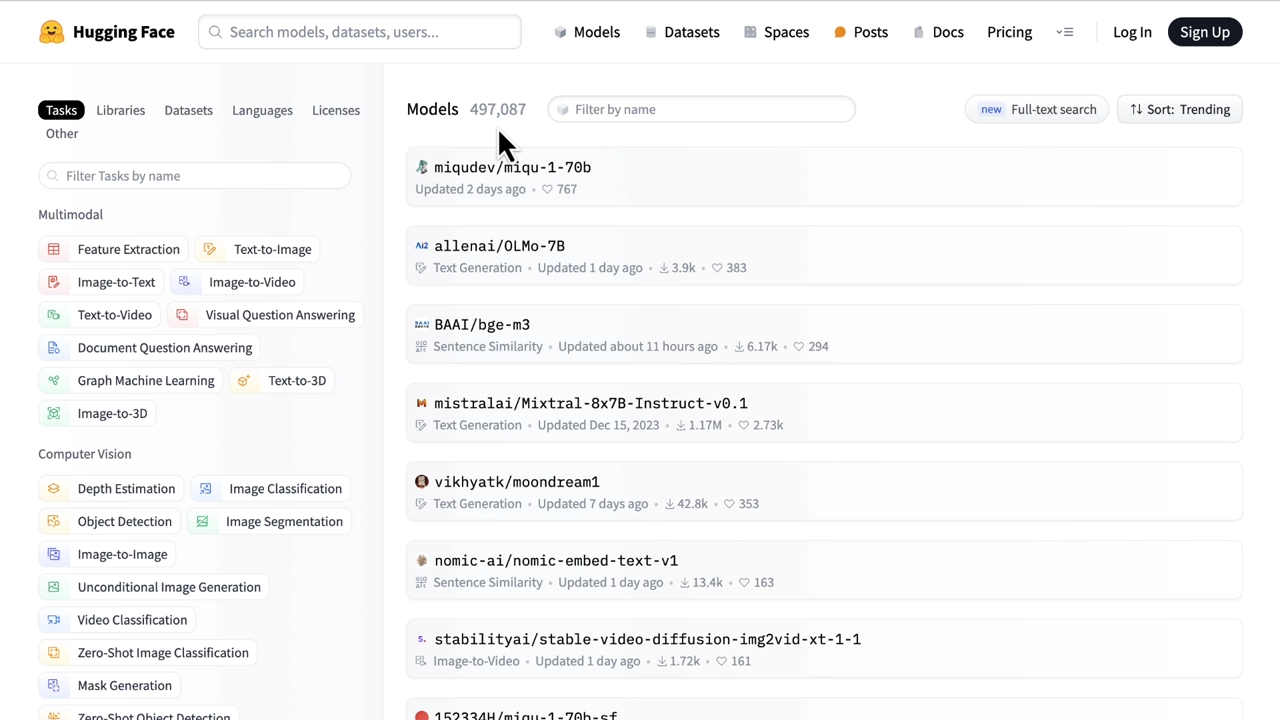 Hugging Face
Search models, datasets, users...
Models
Datasets
Spaces
Posts
Docs
Pricing
Log In
Sign Up
Tasks Libraries Datasets Languages Licenses
Other
Filter Tasks by name
Multimodal
Feature Extraction Text-to-Image
Image-to-Text Image-to-Video
Text-to-Video Visual Question Answering
Document Question Answering
Graph Machine Learning Text-to-3D
Image-to-3D
Computer Vision
Depth Estimation Image Classification
Object Detection Image Segmentation
Image-to-Image
Unconditional Image Generation
Video Classification
Zero-Shot Image Classification
Mask Generation
Zero-Shot Object Detection
Models 497,087 Filter by name new Full-text search Sort: Trending
miqudev/miqu-1-70b
Updated 2 days ago • 767
Ai2 allenai/OLMo-7B
Text Generation • Updated 1 day ago • 3.9k • 383
BAAI BAAI/bge-m3
Sentence Similarity • Updated about 11 hours ago • 6.17k • 294
mistralai/Mixtral-8x7B-Instruct-v0.1
Text Generation • Updated Dec 15, 2023 • 1.17M • 2.73k
vikhyatk/moondream1
Text Generation • Updated 7 days ago • 42.8k • 353
nomic-ai/nomic-embed-text-v1
Sentence Similarity • Updated 1 day ago • 13.4k • 163
S. stabilityai/stable-video-diffusion-img2vid-xt-1-1
Image-to-Video • Updated 1 day ago • 1.72k • 161
152334H/miqu-1-70b-sf